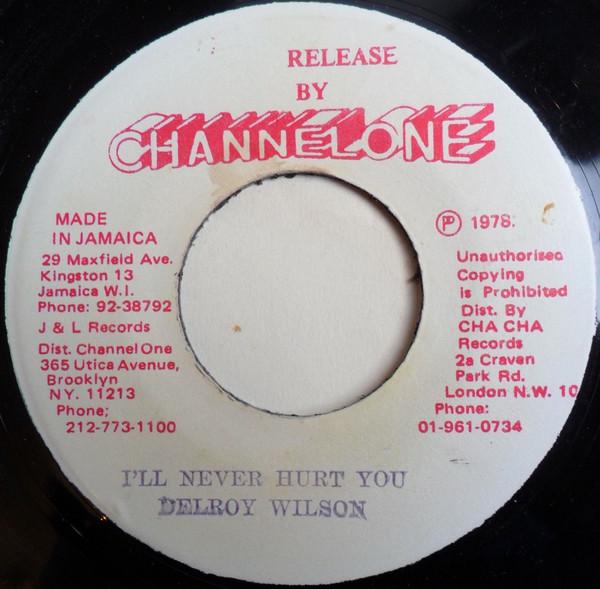 RELEASE
BY
CHANNEL ONE
MADE
IN JAMAICA
29 Maxfield Ave.
Kingston 13
Jamaica W.I.
Phone: 92-38792
J & L Records
Dist. Channel One
365 Utica Avenue,
Brooklyn
NY. 11213
Phone;
212-773-1100
Ⓟ 1978.
Unauthorised
Copying
is Prohibited
Dist. By
CHA CHA
Records
2a Craven
Park Rd.
London N.W. 10
Phone:
01-961-0734
I'LL NEVER HURT YOU
DELROY WILSON